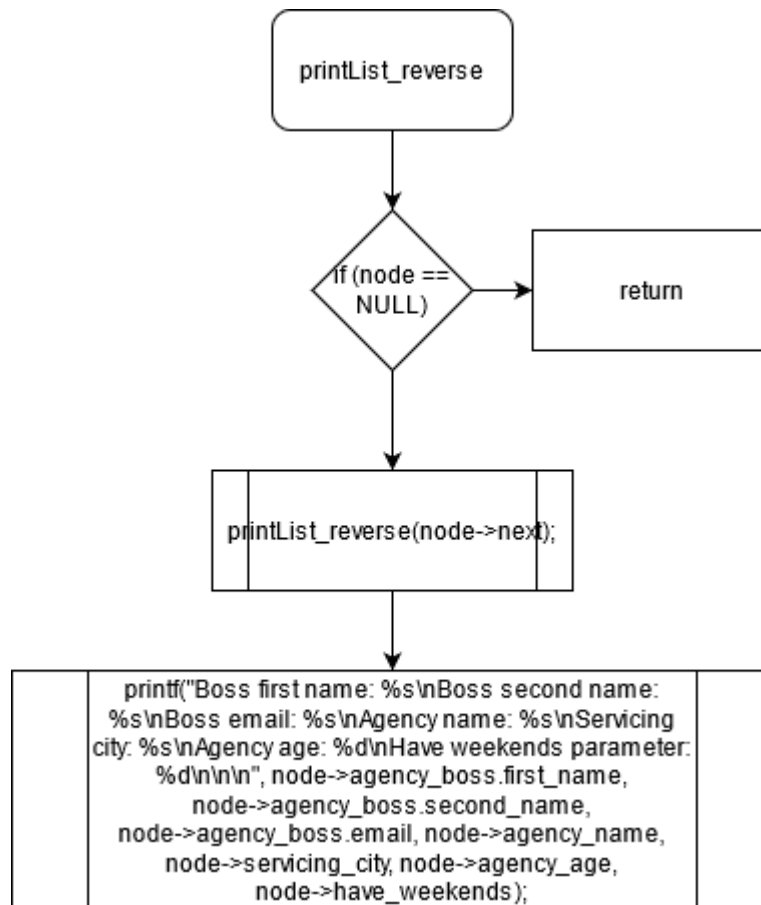 printList_reverse
if (node ==
NULL)
return
printList_reverse(node->next);
printf("Boss first name: %s\nBoss second name:
%s\nBoss email: %s\nAgency name: %s\nServicing
city: %s\nAgency age: %d\nHave weekends parameter:
%d\n\n\n", node->agency_boss.first_name,
node->agency_boss.second_name,
node->agency_boss.email, node->agency_name,
node->servicing_city, node->agency_age,
node->have_weekends);